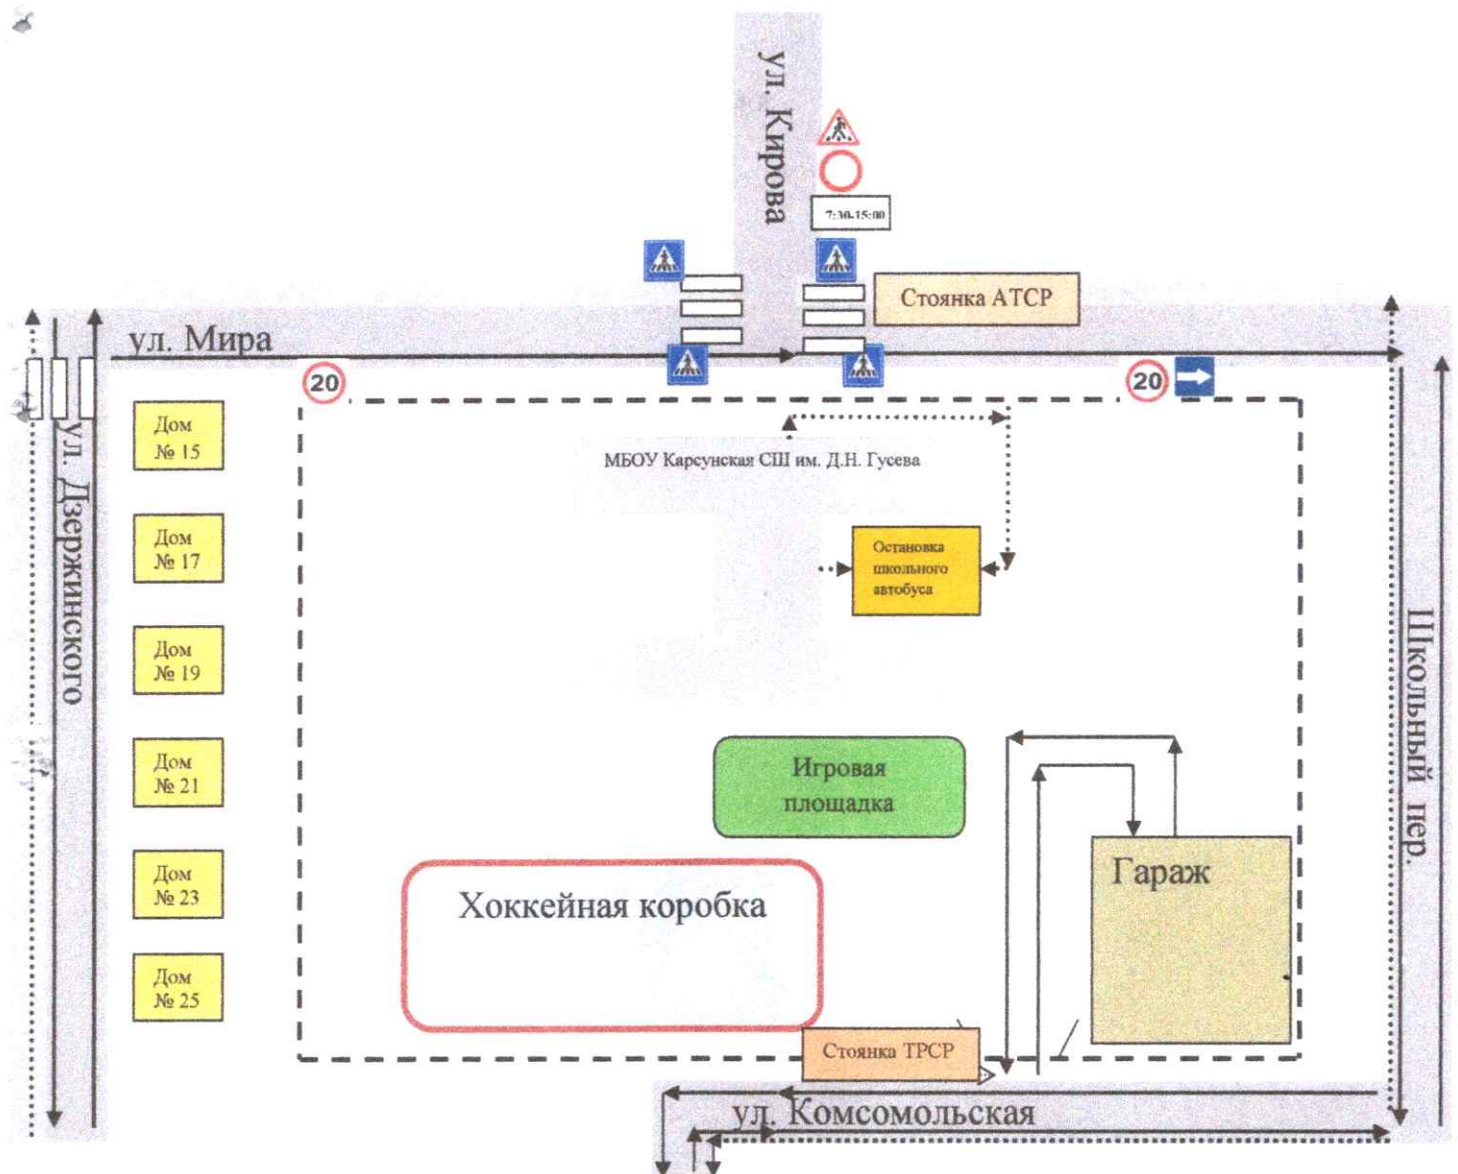 ул. Кирова
7:30-15:00
Стоянка АТСР
ул. Мира
20
20
Дом
№ 15
ул. Дзержинского
МБОУ Карсунская СШ им. Д.Н. Гусева
Дом
№ 17
Остановка
школьного
автобуса
Дом
№ 19
Школьный пер.
Дом
№ 21
Игровая
площадка
Дом
№ 23
Хоккейная коробка
Гараж
Дом
№ 25
Стоянка ТРСР
ул. Комсомольская